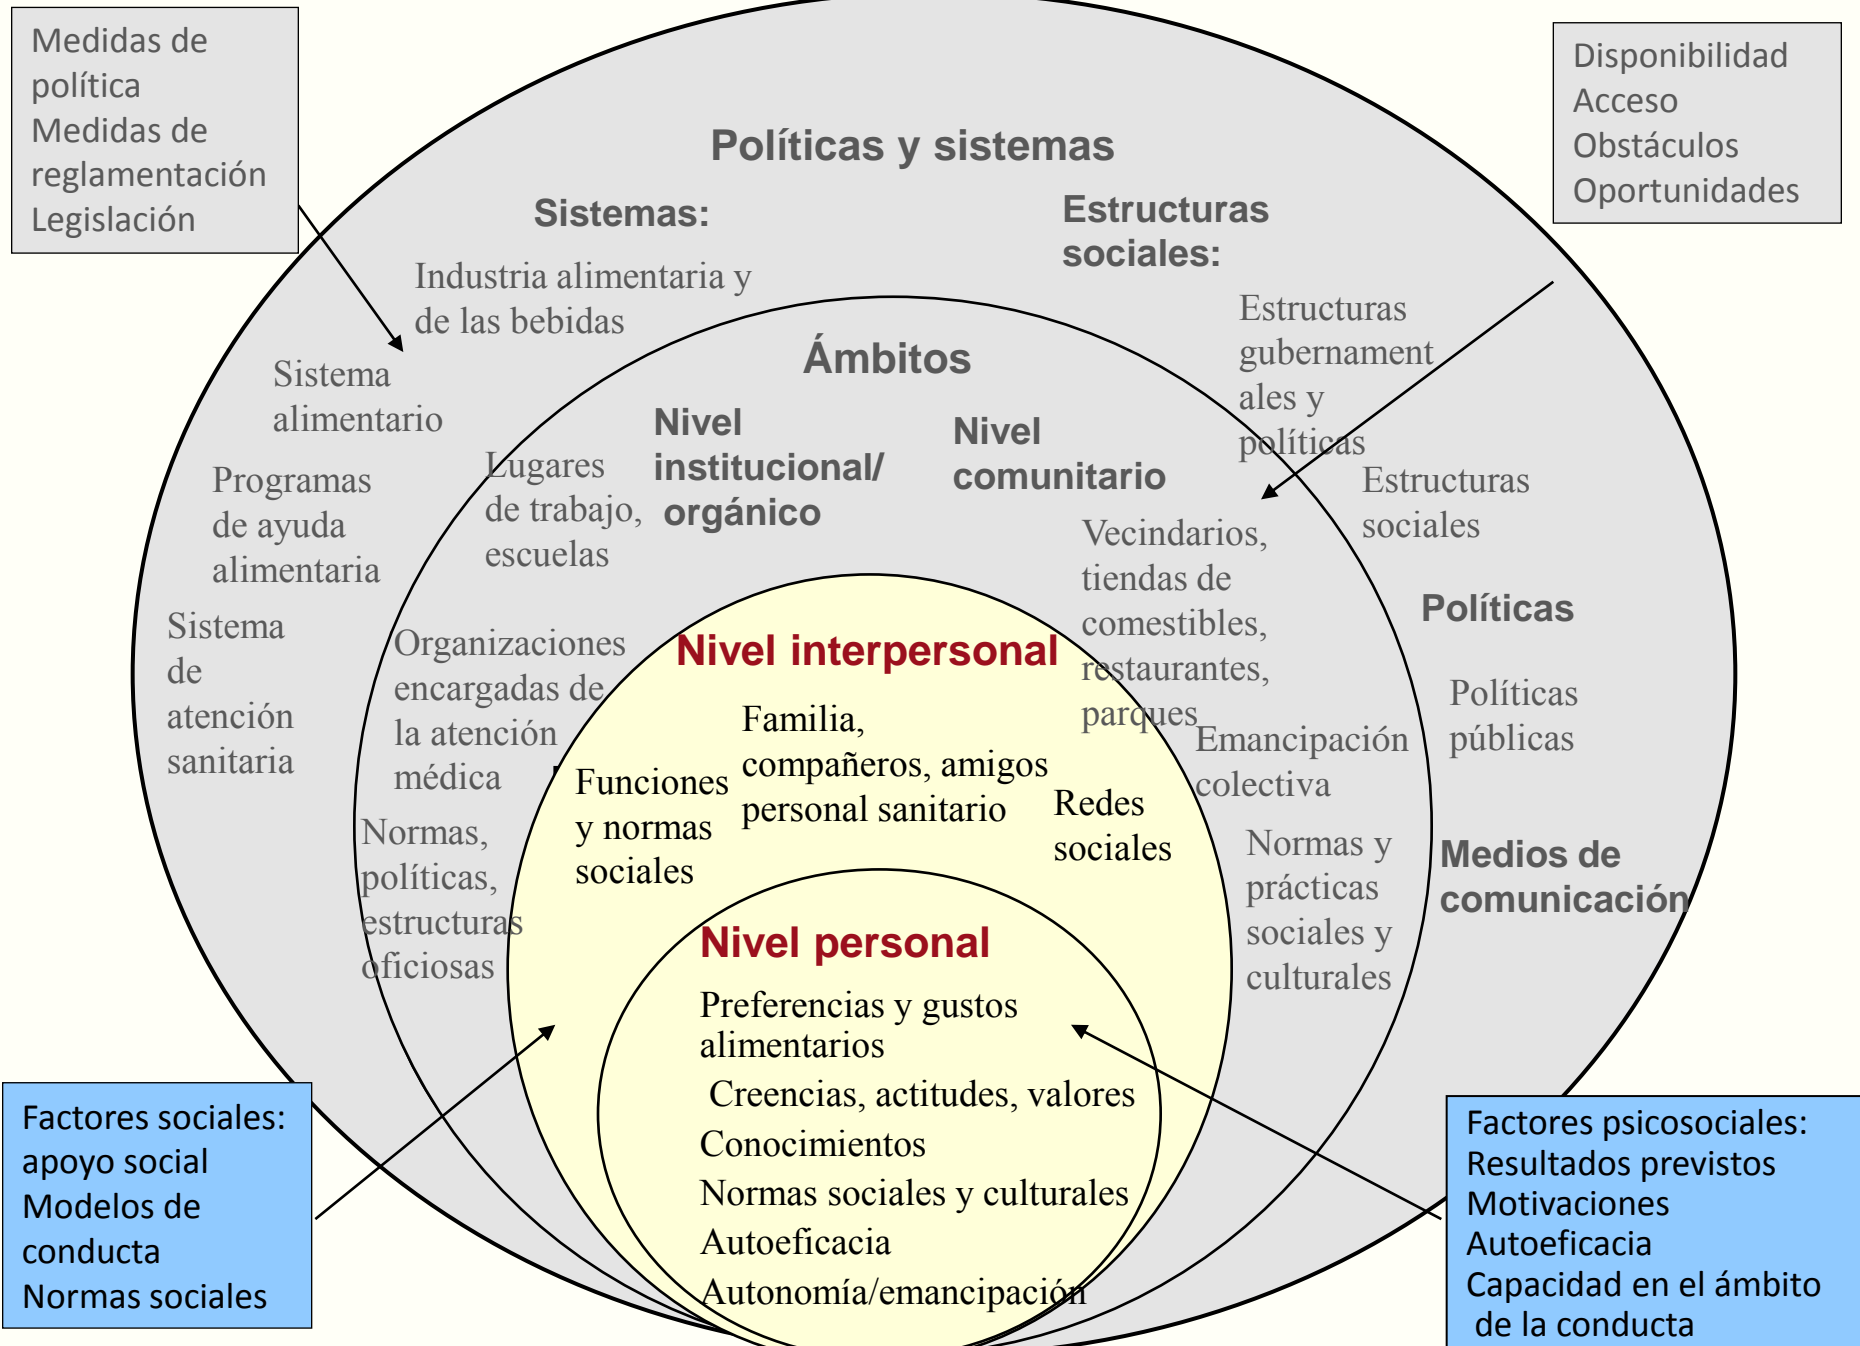 Medidas de
política
Medidas de
reglamentación
Legislación
Disponibilidad
Acceso
Obstáculos
Oportunidades
Políticas y sistemas
Sistemas:
Estructuras
sociales:
Industria alimentaria y
de las bebidas
Estructuras
gubernament
ales y
políticas
Sistema
alimentario
Ámbitos
Nivel
institucional/
orgánico
Nivel
comunitario
Lugares
de trabajo,
escuelas
Programas
de ayuda
alimentaria
Estructuras
sociales
Vecindarios,
tiendas de
comestibles,
restaurantes,
parques
Políticas
Sistema
de
atención
sanitaria
Organizaciones
encargadas de
la atención
médica
Nivel interpersonal
Políticas
públicas
Familia,
compañeros, amigos
personal sanitario
Emancipación
colectiva
Funciones
y normas
sociales
Redes
sociales
Normas,
políticas,
estructuras
oficiosas
Normas y
prácticas
sociales y
culturales
Medios de
comunicación
Nivel personal
Preferencias y gustos
alimentarios
Creencias, actitudes, valores
Conocimientos
Normas sociales y culturales
Autoeficacia
Autonomía/emancipación
Factores sociales:
apoyo social
Modelos de
conducta
Normas sociales
Factores psicosociales:
Resultados previstos
Motivaciones
Autoeficacia
Capacidad en el ámbito
de la conducta